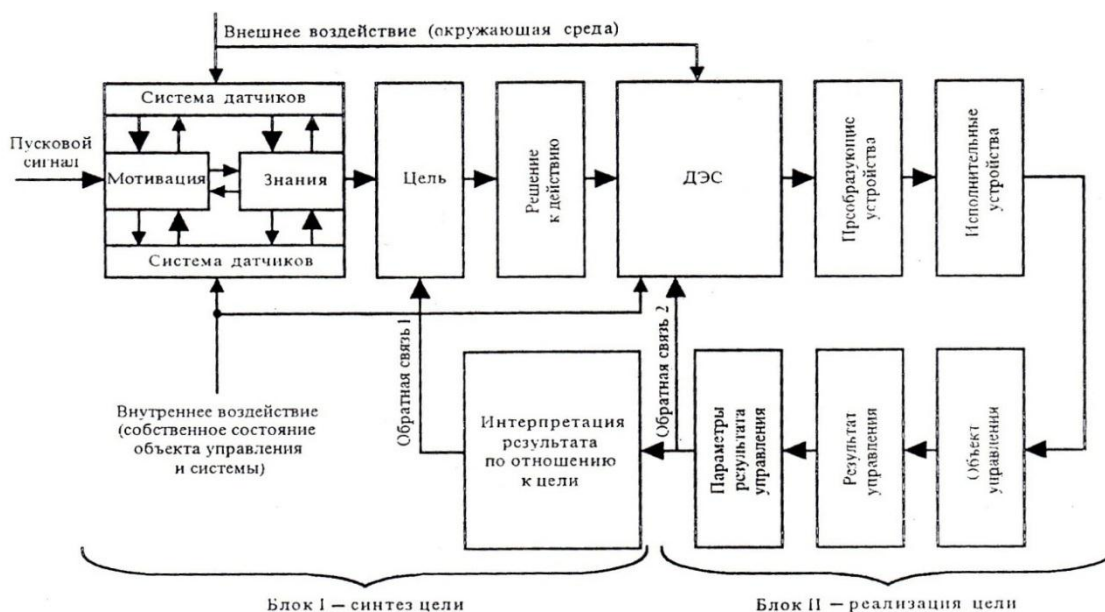 Внешнее воздействие (окружающая среда)
Система датчиков
Пусковой
сигнал
Мотивация
Знания
Система датчиков
Цель
Решение
к действию
ДЭС
Преобразующис
устройства
Исполнительные
устройства
Обратная связь 1
Обратная связь 2
Внутреннее воздействие
(собственное состояние
объекта управления
и системы)
Интерпретация
результата
по отношению
к цели
Параметры
результата
управления
Результат
управления
Объект
управлении
Блок I — синтез цели
Блок II — реализация цели